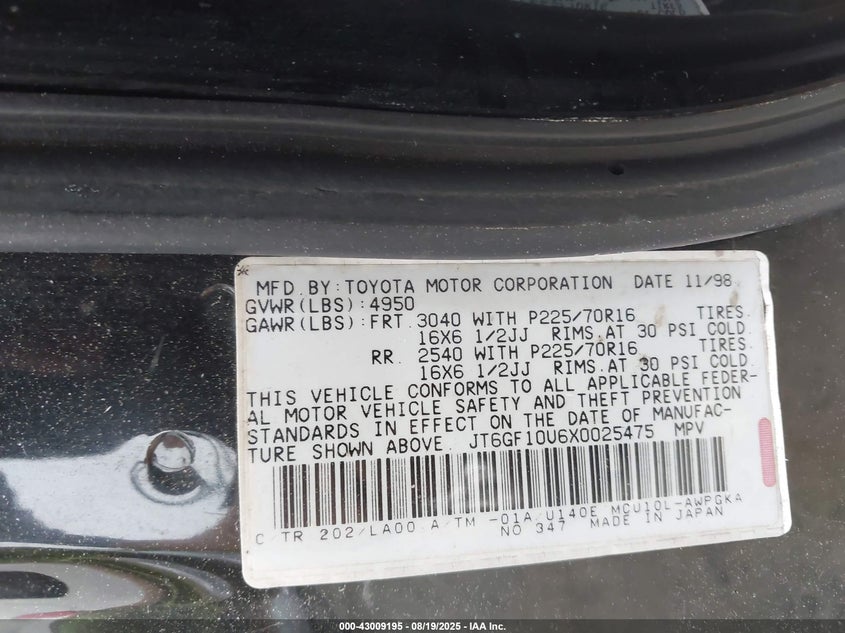 * MFD. BY: TOYOTA MOTOR CORPORATION DATE 11/98
GVWR(LBS): 4950
GAWR(LBS): FRT. 3040 WITH P225/70R16 TIRES.
16X6 1/2JJ RIMS.AT 30 PSI COLD.
RR. 2540 WITH P225/70R16 TIRES.
16X6 1/2JJ RIMS.AT 30 PSI COLD.
THIS VEHICLE CONFORMS TO ALL APPLICABLE FEDER-
AL MOTOR VEHICLE SAFETY AND THEFT PREVENTION
STANDARDS IN EFFECT ON THE DATE OF MANUFAC-
TURE SHOWN ABOVE. JT6GF10U6X0025475 MPV
C/TR 202/LA00 A/TM -01A/U140E MCU10L-AWPGKA
NO 347 MADE IN JAPAN
000-43009195 - 08/19/2025 - IAA Inc.